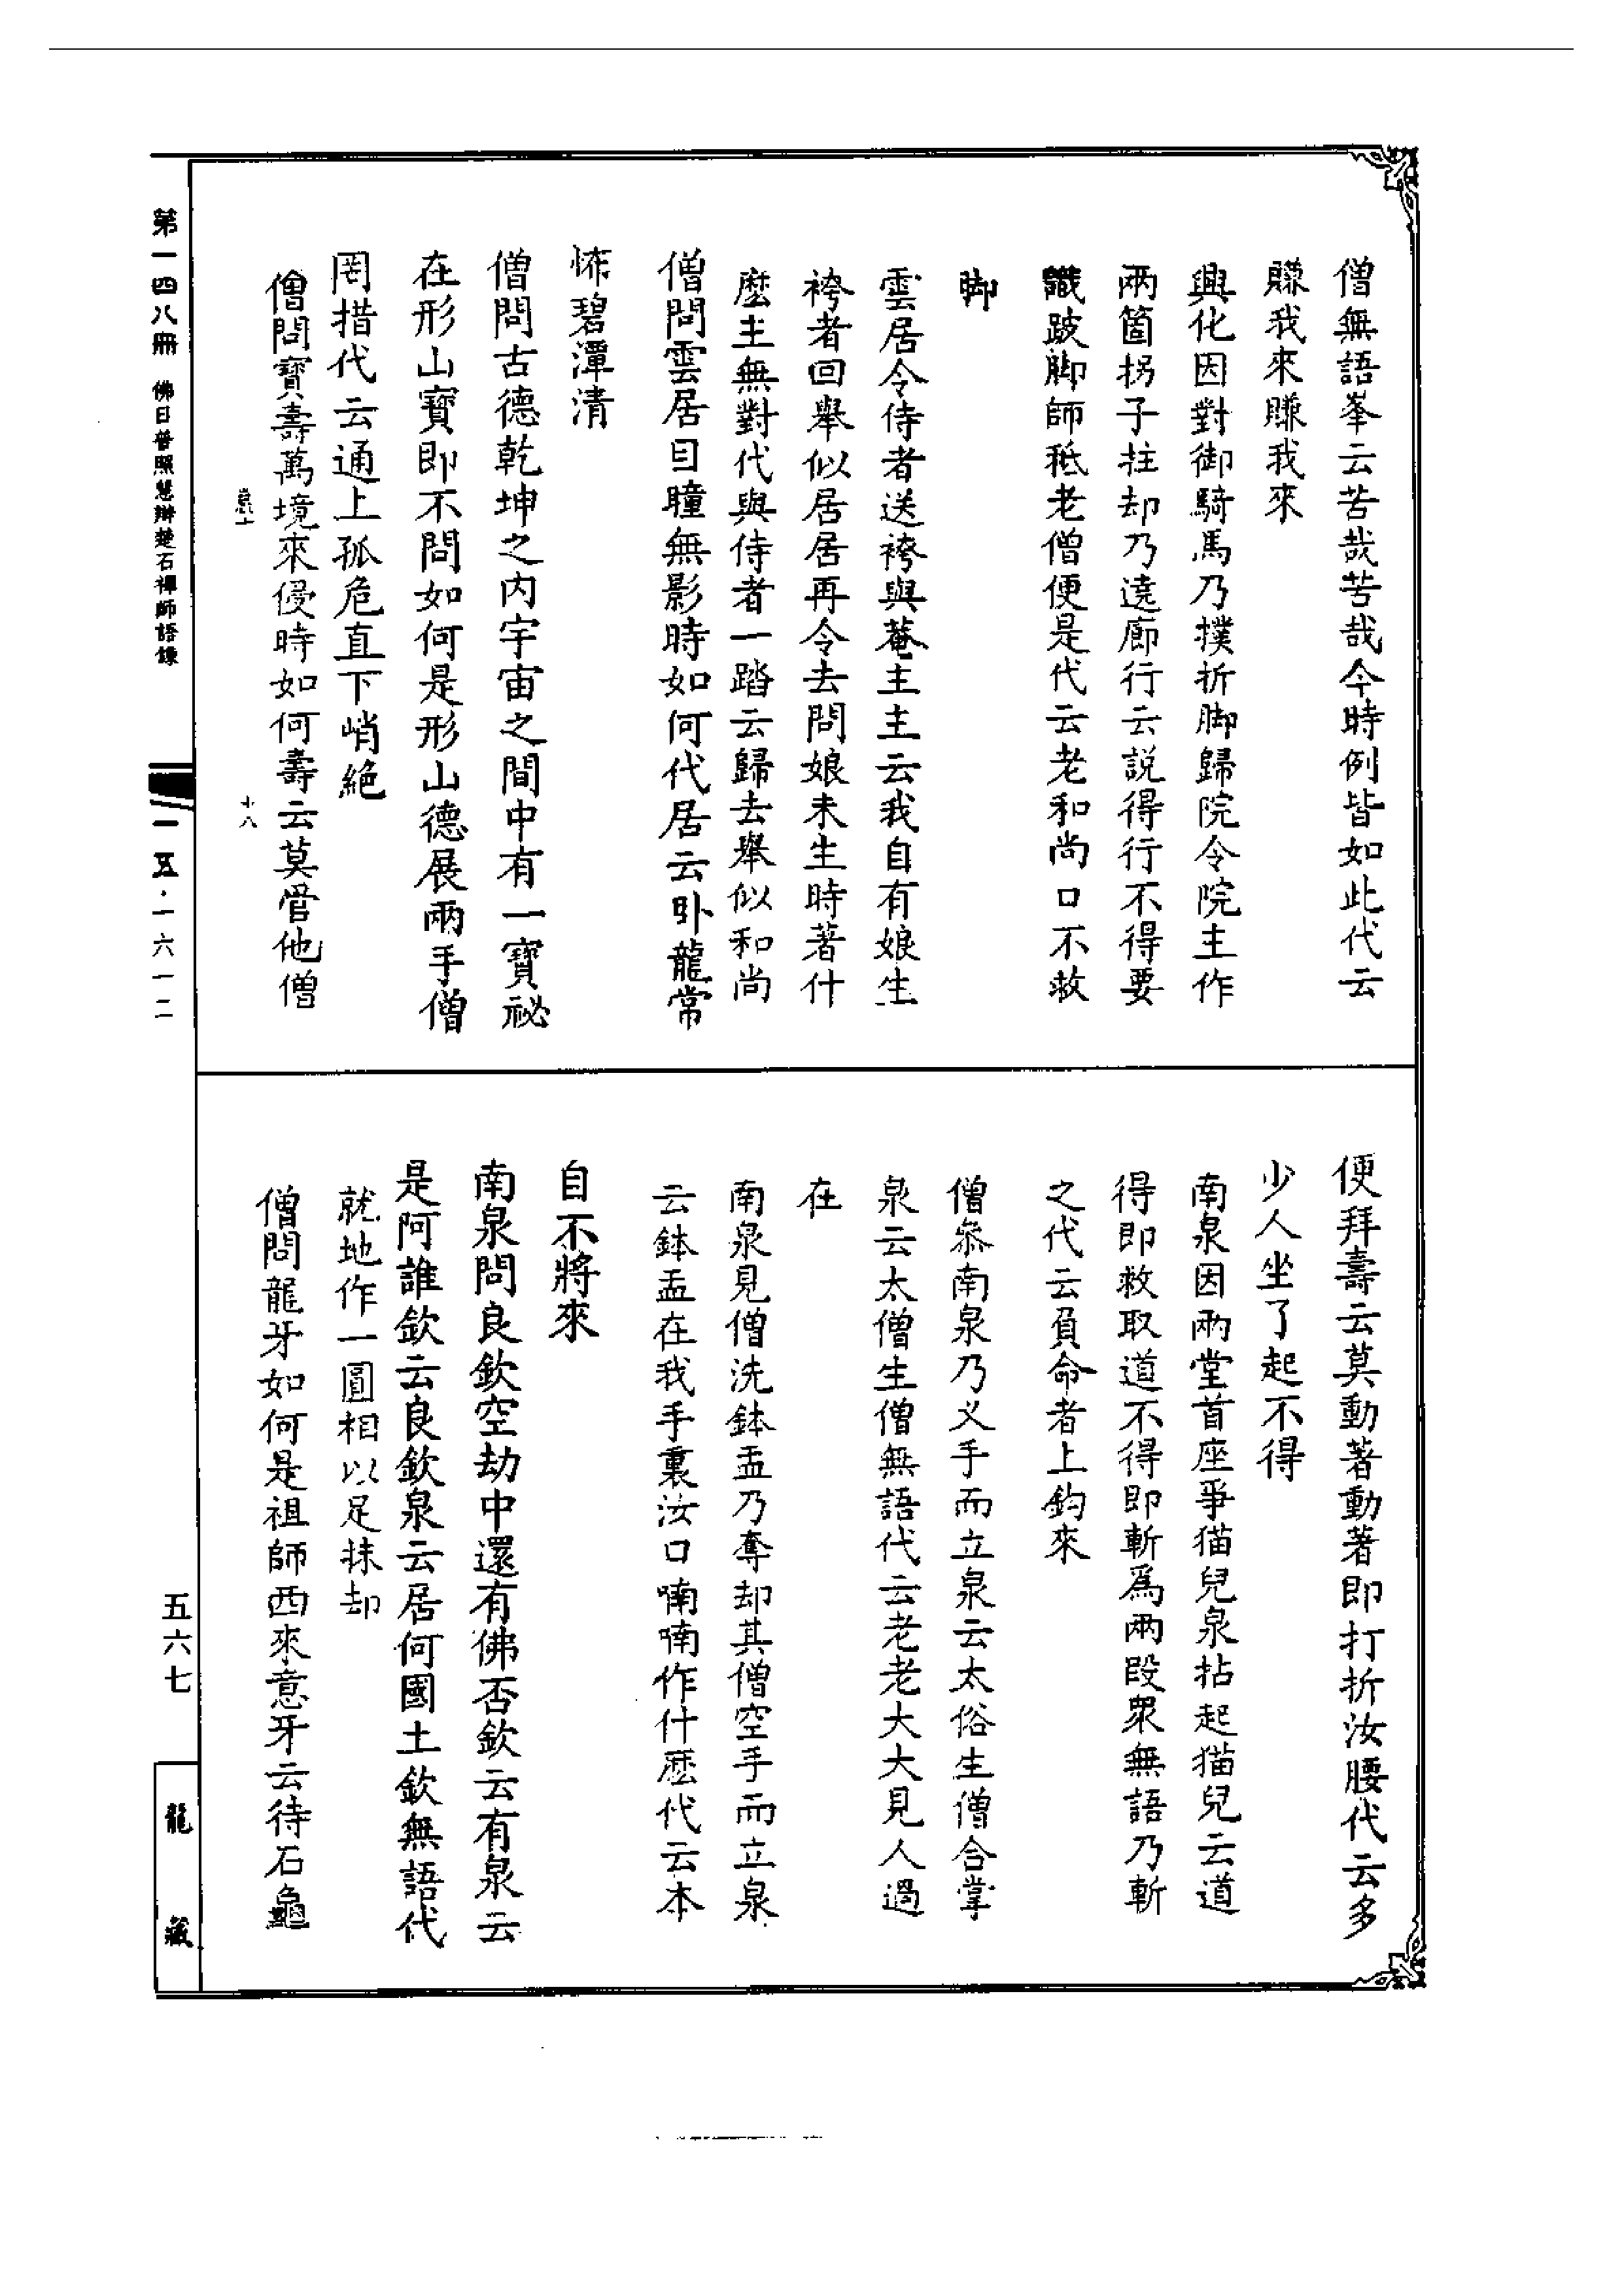 僧無語峯云苦哉苦哉今時例皆如此代云
賺我來賺我來
興化因對御騎馬乃撲折脚歸院令院主作
兩箇拐子拄却乃遶廊行云説得行不得要
識跛脚師秪老僧便是代云老和尚口不救
脚
雲居令侍者送袴與菴主主云我自有娘生
袴者回舉似居居再令去問娘未生時著什
麽主無對代與侍者一踏云歸去舉似和尚
僧問雲居目瞳無影時如何代居云卧龍常
怖碧潭清
僧問古德乾坤之内宇宙之間中有一寶祕
在形山寶即不問如何是形山德展兩手僧
罔措代云通上孤危直下峭絶
僧問寶壽萬境來侵時如何壽云莫管他僧
便拜壽云莫動著動著即打折汝腰代云多
少人坐了起不得
南泉因兩堂首座爭猫兒泉拈起猫兒云道
得即救取道不得即斬爲兩段衆無語乃斬
之代云負命者上鈎來
僧叅南泉乃义手而立泉云太俗生僧合掌
泉云太僧生僧無語代云老老大大見人過
在
南泉見僧洗鉢盂乃奪却其僧空手而立泉
云鉢盂在我手裏汝口喃喃作什麽代云本
自不將來
南泉問良欽空劫中還有佛否欽云有泉云
是阿誰欽云良欽泉云居何國土欽無語代
就地作一圓相以足抹却
僧問龍牙如何是祖師西來意牙云待石龜
第一四八冊 佛日普照慧辯楚石禪師語録
一五·一六一二
五六七
龍藏